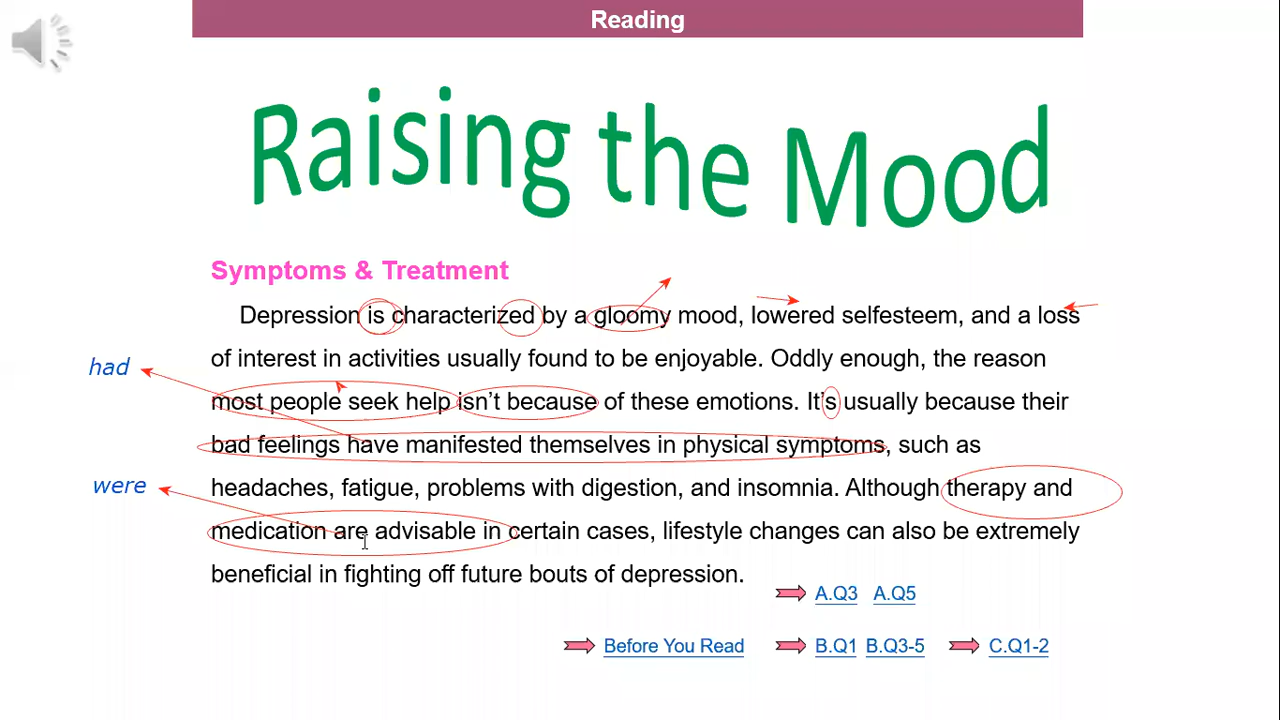 Reading
Raising the Mood
Symptoms & Treatment
Depression is characterized by a gloomy mood, lowered selfesteem, and a loss
of interest in activities usually found to be enjoyable. Oddly enough, the reason
had
most people seek help isn't because of these emotions. It's usually because their
bad feelings have manifested themselves in physical symptoms, such as
were
headaches, fatigue, problems with digestion, and insomnia. Although therapy and
medication are advisable in certain cases, lifestyle changes can also be extremely
beneficial in fighting off future bouts of depression.
A.Q3 A.Q5
Before You Read B.Q1 B.Q3-5 C.Q1-2